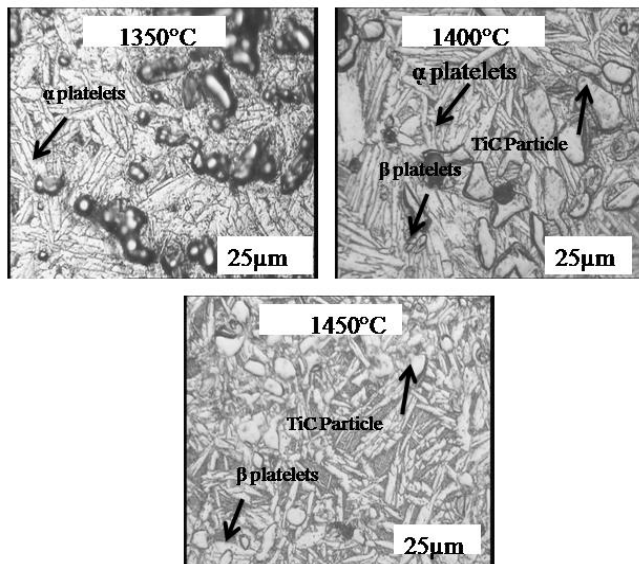 1350°C
α platelets
25µm
1400°C
α platelets
TiC Particle
β platelets
25µm
1450°C
TiC Particle
β platelets
25µm